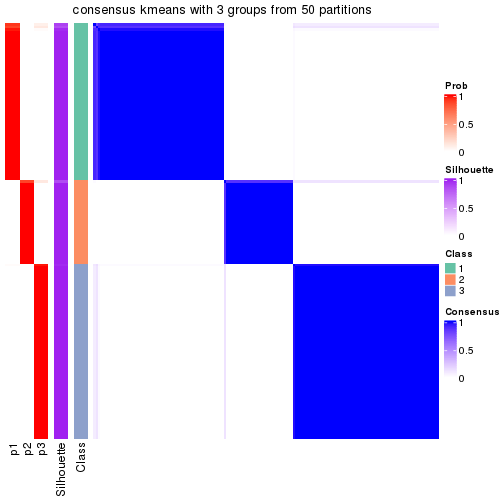 consensus kmeans with 3 groups from 50 partitions
Prob
1
0.5
0
Silhouette
1
0.5
0
Class
1
2
3
Consensus
1
0.5
0
p1
p2
p3
Silhouette
Class